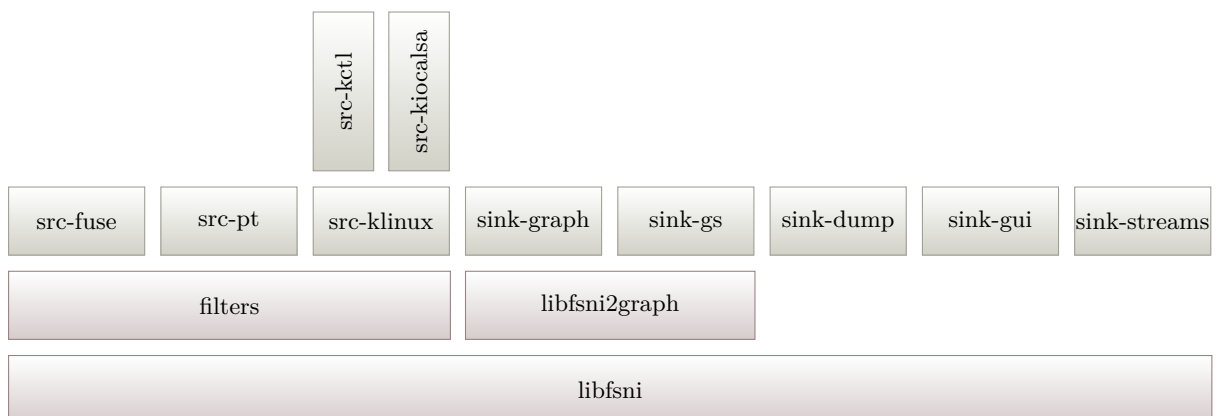 src-kctl
src-kiocalsa
src-fuse
src-pt
src-klinux
sink-graph
sink-gs
sink-dump
sink-gui
sink-streams
filters
libfsni2graph
libfsni